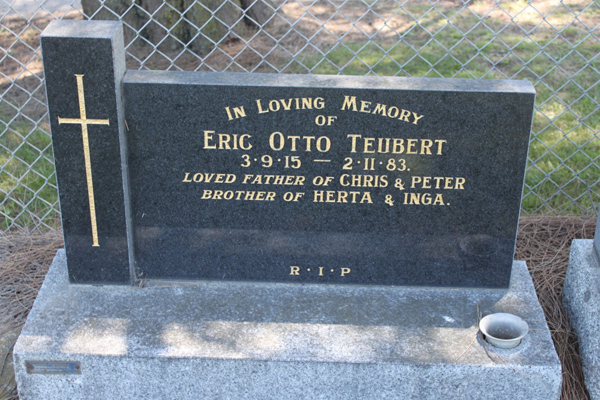 IN LOVING MEMORY
OF
ERIC OTTO TEUBERT
3·9·15 — 2·11·83.
LOVED FATHER OF CHRIS & PETER
BROTHER OF HERTA & INGA.
R·I·P